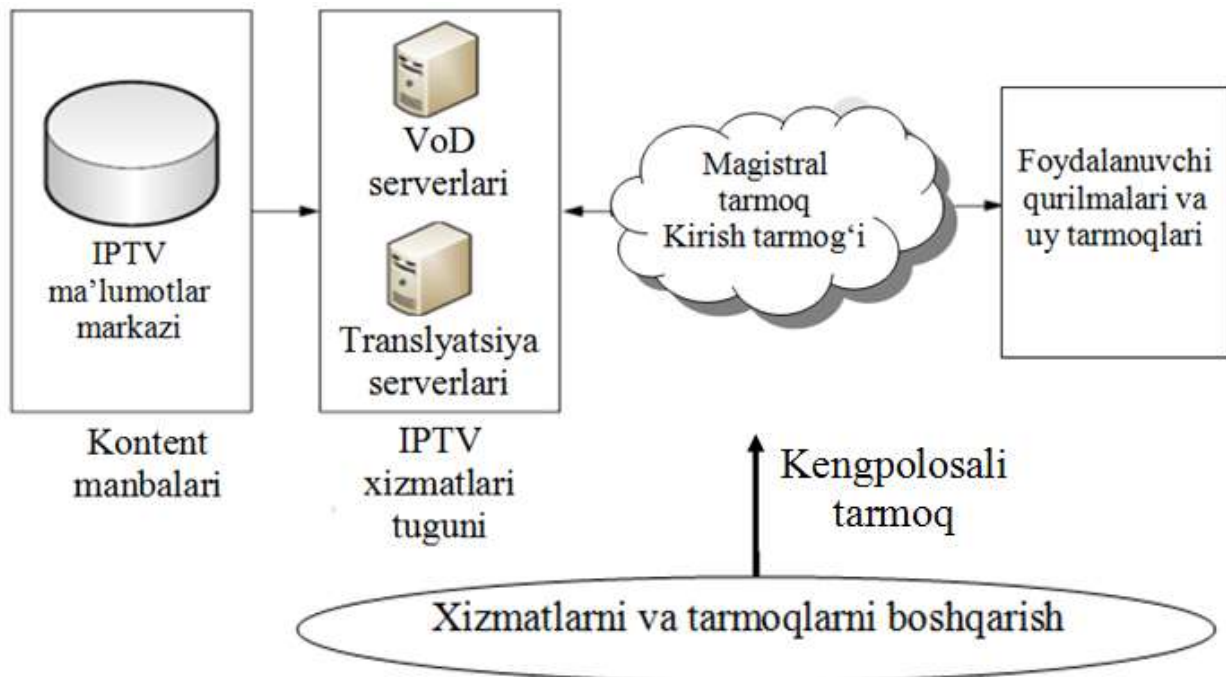 IPTV
ma’lumotlar
markazi
Kontent
manbalari
VoD
serverlari
Translyatsiya
serverlari
IPTV
xizmatlari
tuguni
Magistral
tarmoq
Kirish tarmog‘i
Foydalanuvchi
qurilmalari va
uy tarmoqlari
Kengpolosali
tarmoq
Xizmatlarni va tarmoqlarni boshqarish